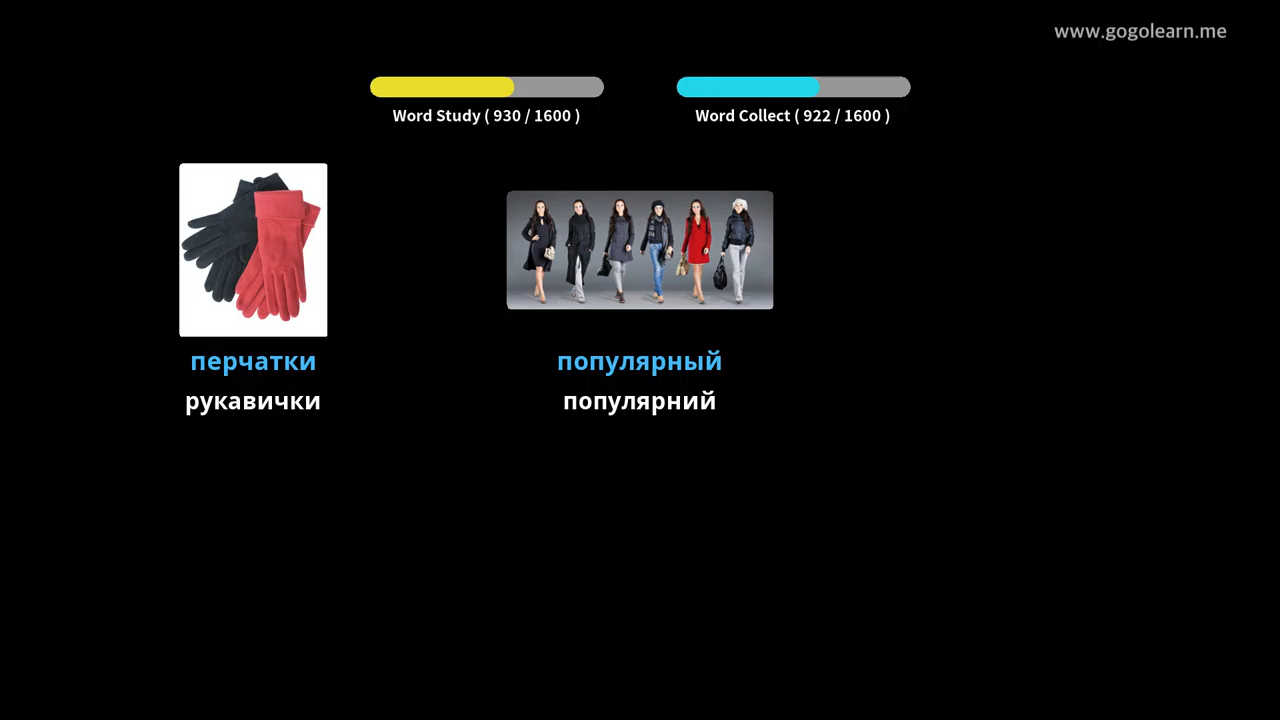 www.gogolearn.me
Word Study ( 930 / 1600 )
Word Collect ( 922 / 1600 )
перчатки
рукавички
популярный
популярний